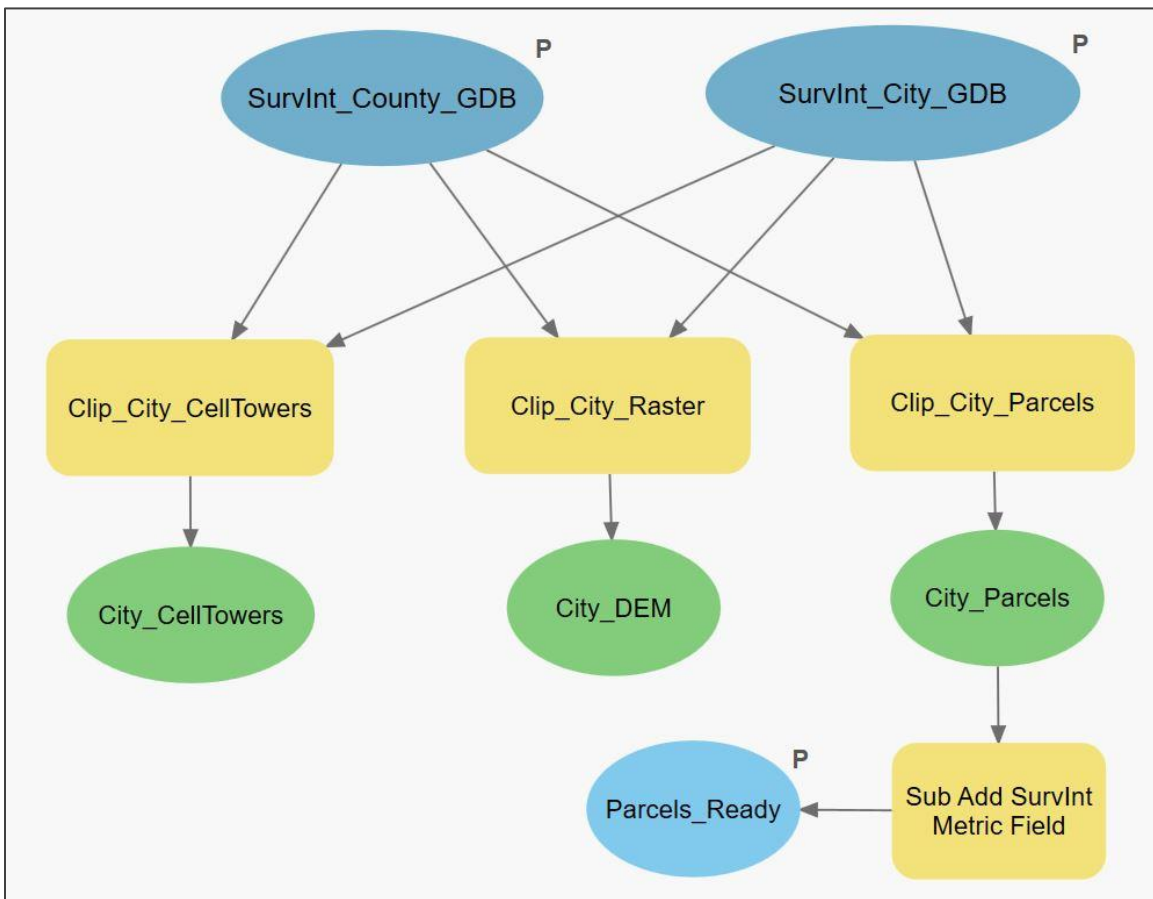 P
P
SurvInt_County_GDB
SurvInt_City_GDB
Clip_City_CellTowers
Clip_City_Raster
Clip_City_Parcels
City_CellTowers
City_DEM
City_Parcels
P
Parcels_Ready
Sub Add SurvInt
Metric Field